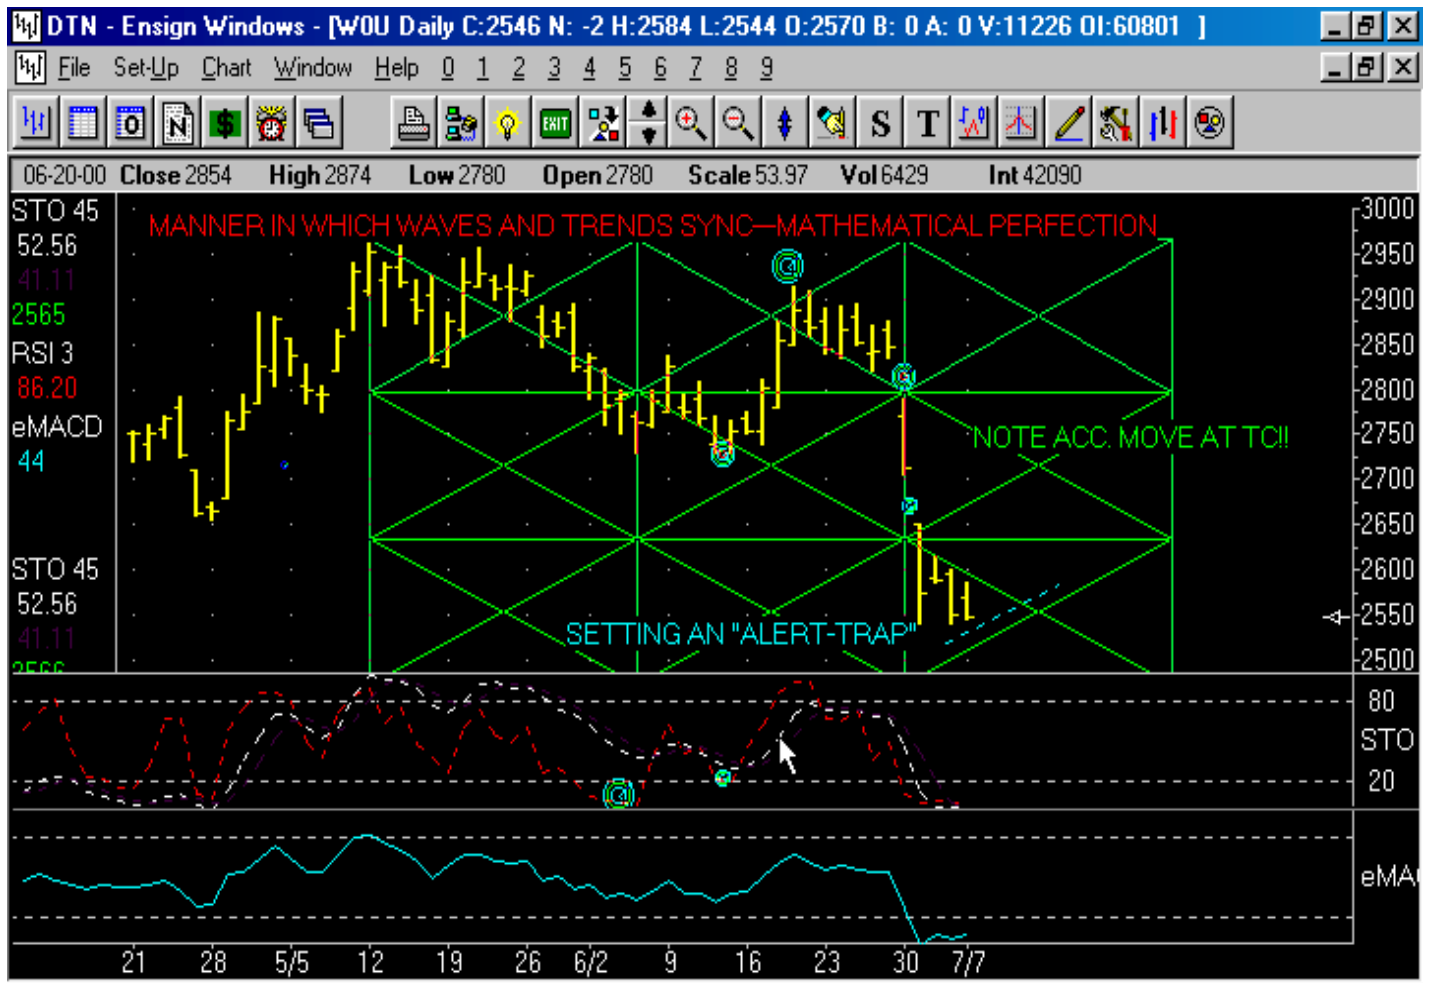 DTN - Ensign Windows - [W0U Daily C:2546 N: -2 H:2584 L:2544 O:2570 B: 0 A: 0 V:11226 OI:60801 ]
File Set-Up Chart Window Help 0 1 2 3 4 5 6 7 8 9
O N $ EXIT S T
06-20-00 Close 2854 High 2874 Low 2780 Open 2780 Scale 53.97 Vol 6429 Int 42090
STO 45
52.56
41.11
2565
RSI 3
86.20
eMACD
44
STO 45
52.56
41.11
MANNER IN WHICH WAVES AND TRENDS SYNC—MATHEMATICAL PERFECTION
NOTE ACC. MOVE AT TC!!
SETTING AN "ALERT-TRAP"
3000
2950
2900
2850
2800
2750
2700
2650
2600
2550
2500
80
STO
20
eMA
21 28 5/5 12 19 26 6/2 9 16 23 30 7/7